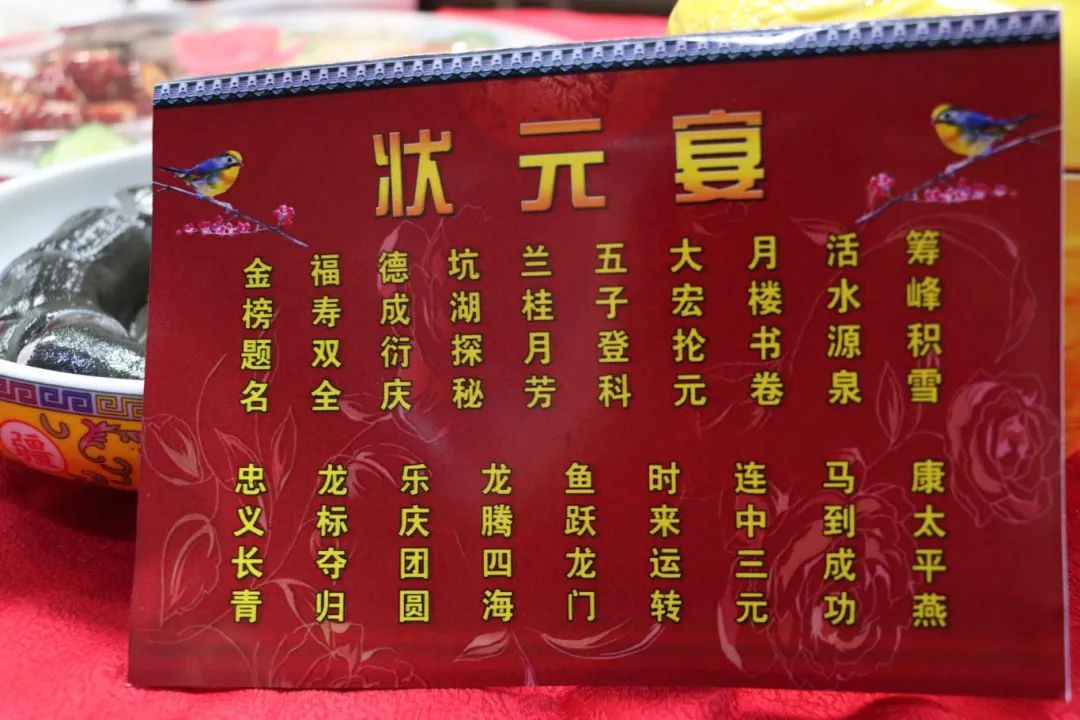 状元宴
筹峰积雪
活水源泉
月楼书卷
大宏抡元
五子登科
兰桂月芳
坑湖探秘
德成衍庆
福寿双全
金榜题名
康太平燕
马到成功
连中三元
时来运转
鱼跃龙门
龙腾四海
乐庆团圆
龙标夺归
忠义长青
疆